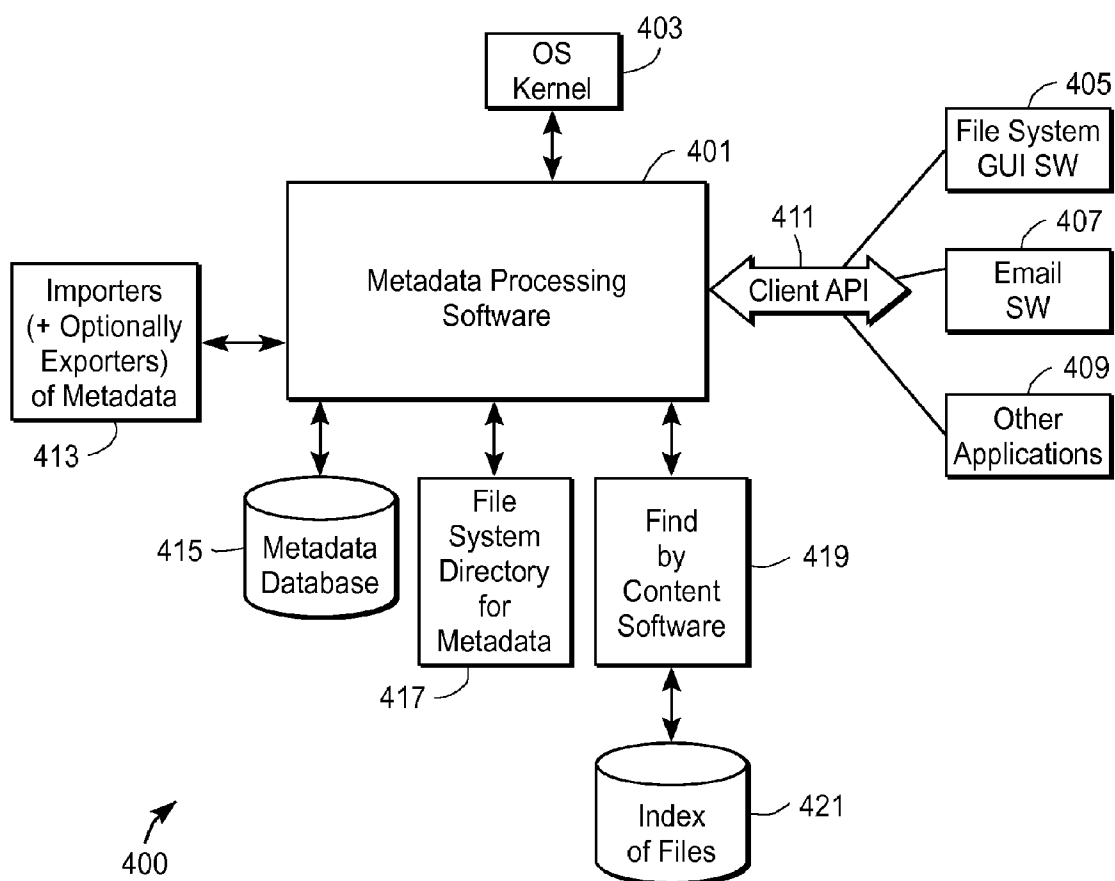 403
OS
Kernel
405
File System
GUI SW
401
411
407
Metadata Processing
Software
Client API
Email
SW
Importers
(+ Optionally
Exporters)
of Metadata
413
409
Other
Applications
415
Metadata
Database
File
System
Directory
for
Metadata
417
Find
by
Content
Software
419
Index
of Files
421
400